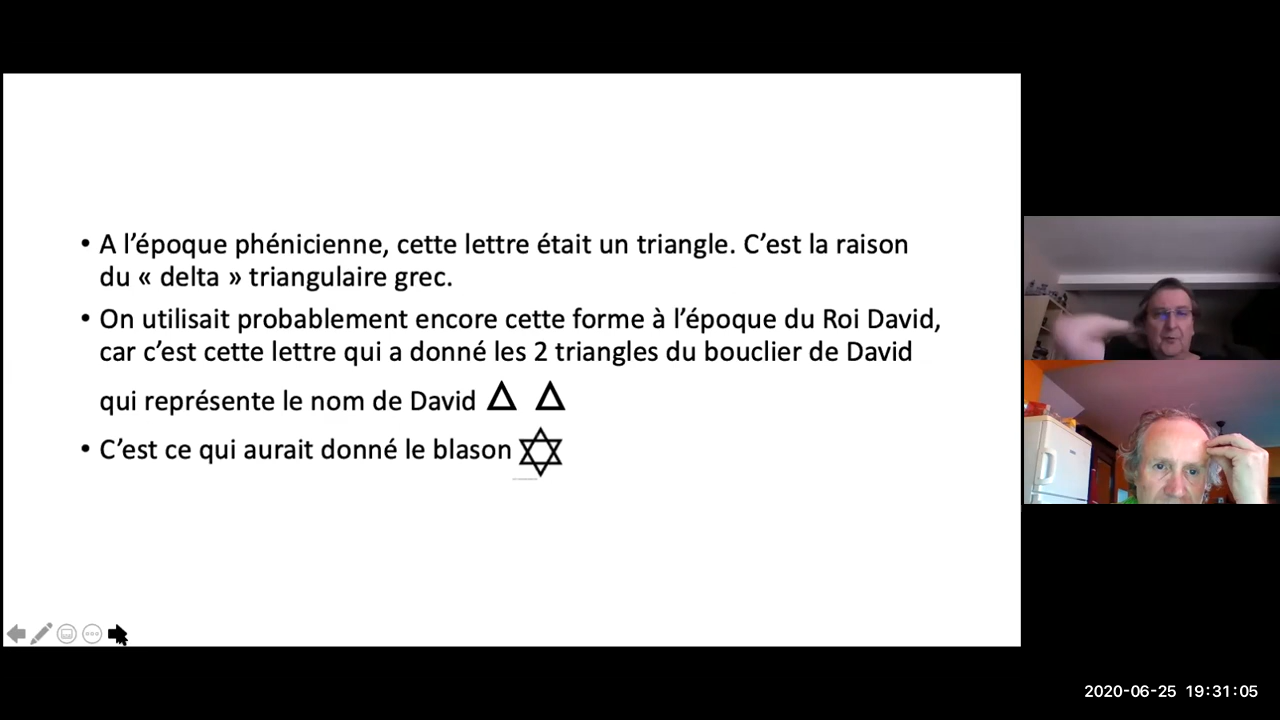 • A l’époque phénicienne, cette lettre était un triangle. C’est la raison
du « delta » triangulaire grec.
• On utilisait probablement encore cette forme à l’époque du Roi David,
car c’est cette lettre qui a donné les 2 triangles du bouclier de David
qui représente le nom de David Δ Δ
• C’est ce qui aurait donné le blason ✡
2020-06-25 19:31:05